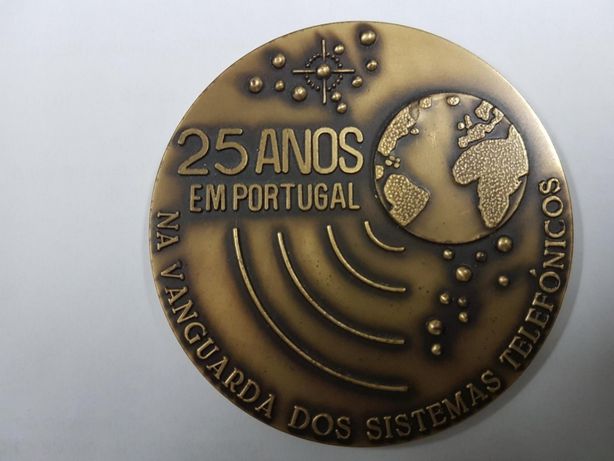 25 ANOS
EM PORTUGAL
NA VANGUARDA DOS SISTEMAS TELEFÓNICOS